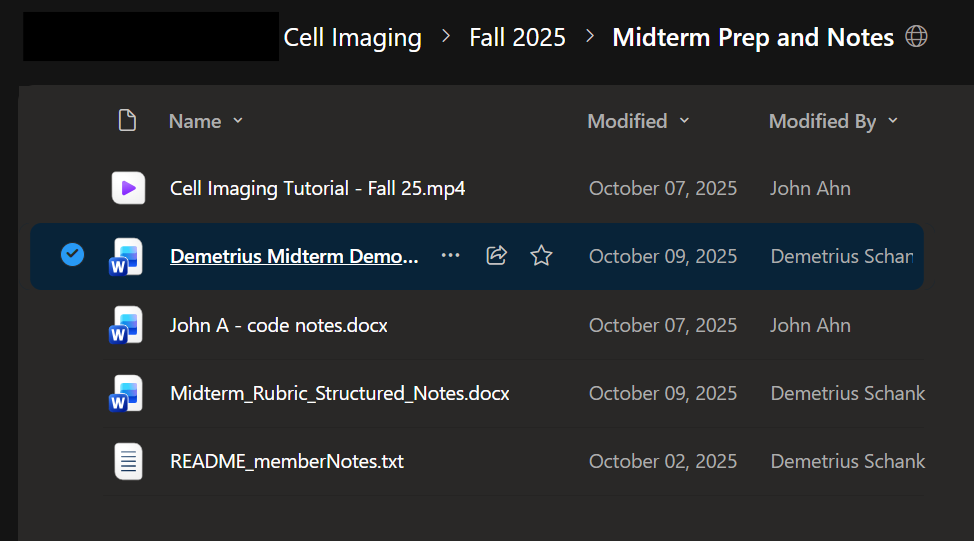 Cell Imaging > Fall 2025 > Midterm Prep and Notes
Name Modified Modified By
Cell Imaging Tutorial - Fall 25.mp4 October 07, 2025 John Ahn
Demetrius Midterm Demo... October 09, 2025 Demetrius Schan
W
John A - code notes.docx October 07, 2025 John Ahn
W
Midterm_Rubric_Structured_Notes.docx October 09, 2025 Demetrius Schank
W
README_memberNotes.txt October 02, 2025 Demetrius Schank